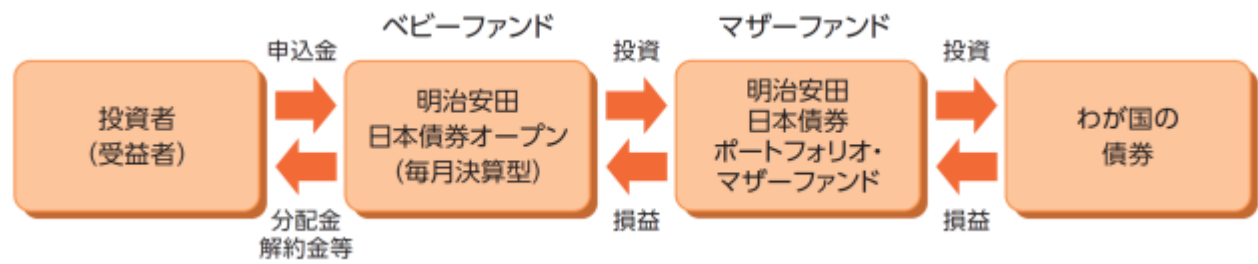 ベビーファンド
マザーファンド
申込金
投資
投資
投資者
(受益者)
明治安田
日本債券オープン
(毎月決算型)
明治安田
日本債券
ポートフォリオ・
マザーファンド
わが国の
債券
分配金
解約金等
損益
損益